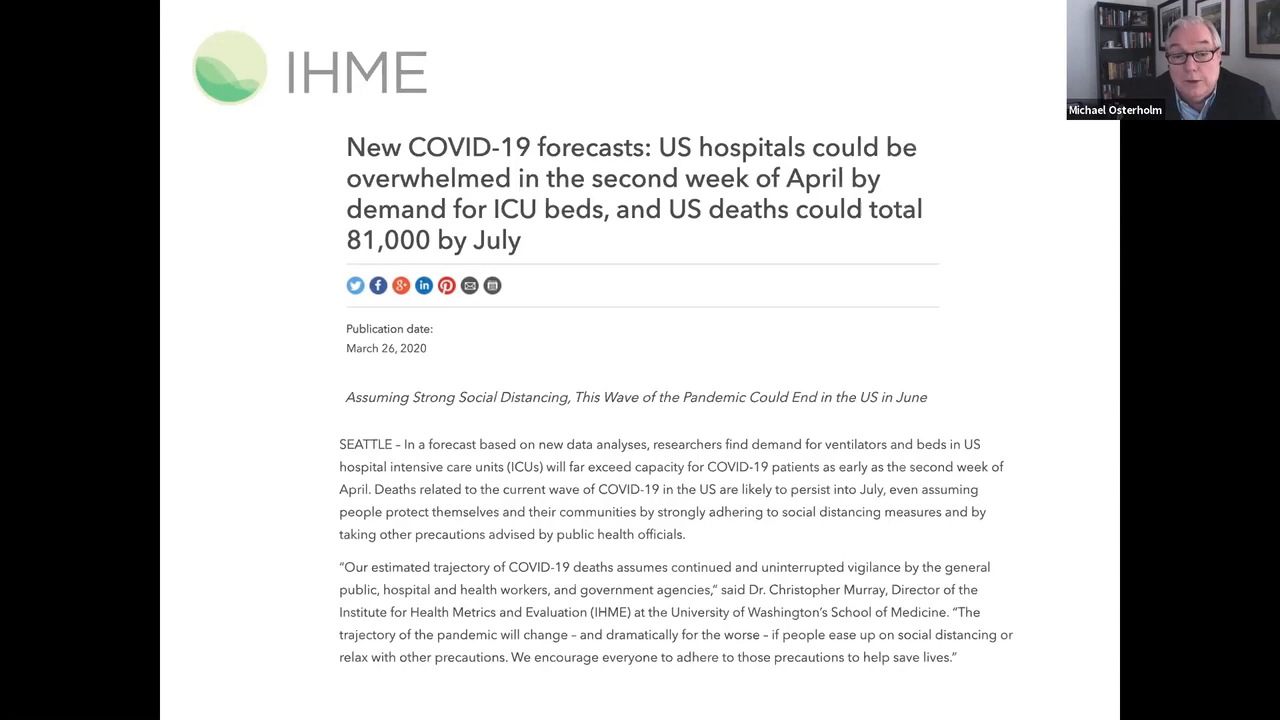 IHME
Michael Osterholm
New COVID-19 forecasts: US hospitals could be
overwhelmed in the second week of April by
demand for ICU beds, and US deaths could total
81,000 by July
Publication date:
March 26, 2020
Assuming Strong Social Distancing, This Wave of the Pandemic Could End in the US in June
SEATTLE – In a forecast based on new data analyses, researchers find demand for ventilators and beds in US
hospital intensive care units (ICUs) will far exceed capacity for COVID-19 patients as early as the second week of
April. Deaths related to the current wave of COVID-19 in the US are likely to persist into July, even assuming
people protect themselves and their communities by strongly adhering to social distancing measures and by
taking other precautions advised by public health officials.
“Our estimated trajectory of COVID-19 deaths assumes continued and uninterrupted vigilance by the general
public, hospital and health workers, and government agencies,” said Dr. Christopher Murray, Director of the
Institute for Health Metrics and Evaluation (IHME) at the University of Washington’s School of Medicine. “The
trajectory of the pandemic will change – and dramatically for the worse – if people ease up on social distancing or
relax with other precautions. We encourage everyone to adhere to those precautions to help save lives.”